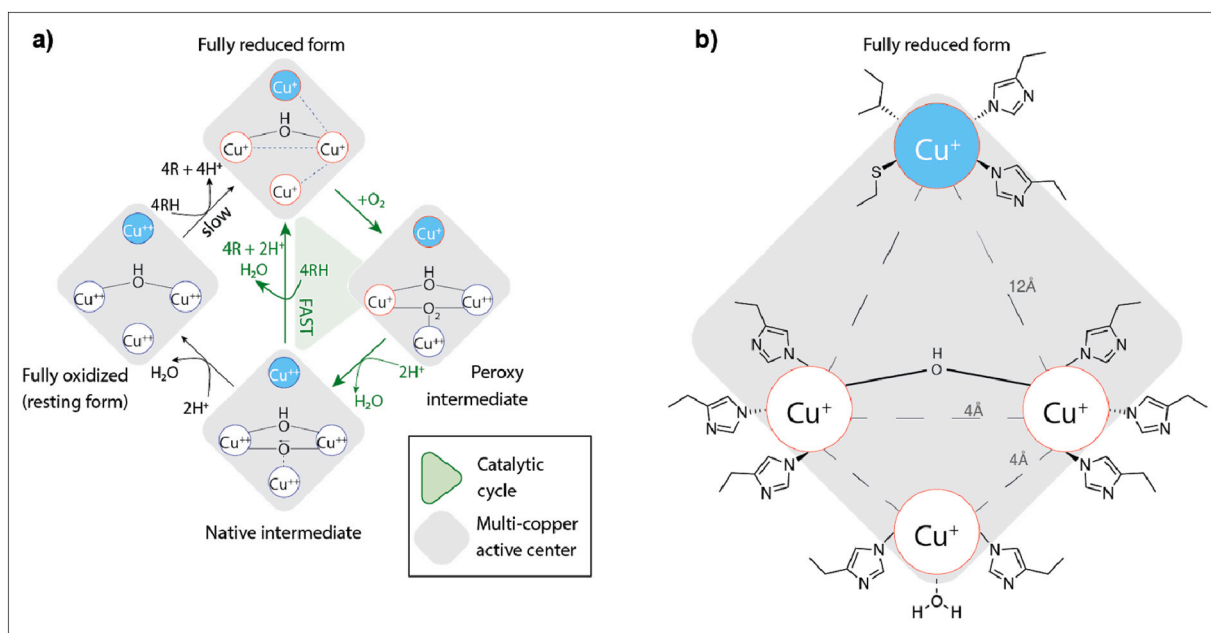 a)
Fully reduced form
Cu⁺
H
O
Cu⁺
Cu⁺
Cu⁺
4R + 4H⁺
4RH
slow
+O₂
Cu⁺⁺
H
O
Cu⁺⁺
Cu⁺⁺
Cu⁺⁺
4R + 2H⁺
H₂O
4RH
FAST
Cu⁺
H
O
Cu⁺
Cu⁺⁺
O₂
Cu⁺⁺
Fully oxidized
(resting form)
H₂O
2H⁺
2H⁺
H₂O
Peroxy
intermediate
Cu⁺⁺
H
O
Cu⁺⁺
Cu⁺⁺
O
Cu⁺⁺
Native intermediate
Catalytic
cycle
Multi-copper
active center
b)
Fully reduced form
N
N
Cu⁺
S
N
N
12Å
N
N
N
N
H
O
Cu⁺
4Å
Cu⁺
N
N
N
N
4Å
N
N
N
N
Cu⁺
N
N
N
N
O
H
H